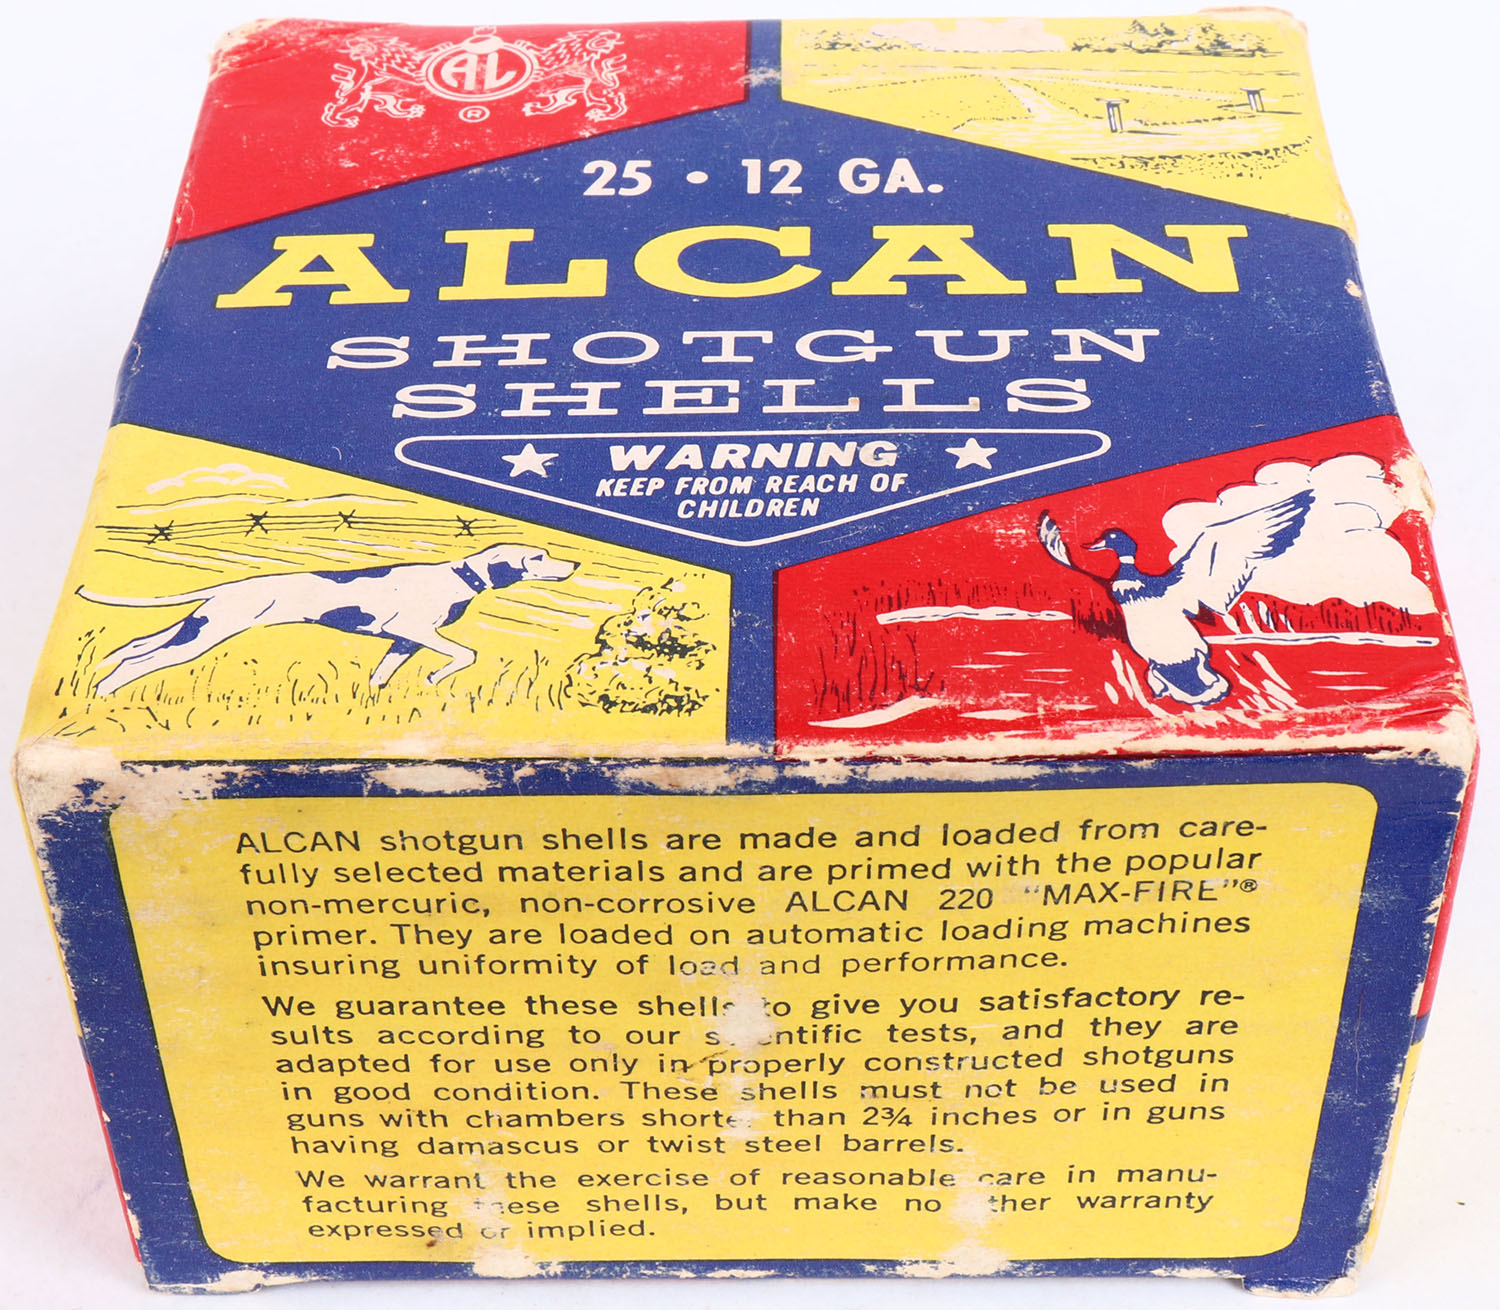 AL
®
25 • 12 GA.
ALCAN
SHOTGUN
SHELLS
★ WARNING ★
KEEP FROM REACH OF
CHILDREN
ALCAN shotgun shells are made and loaded from care-
fully selected materials and are primed with the popular
non-mercuric, non-corrosive ALCAN 220 "MAX-FIRE"®
primer. They are loaded on automatic loading machines
insuring uniformity of load and performance.
We guarantee these shells to give you satisfactory re-
sults according to our scientific tests, and they are
adapted for use only in properly constructed shotguns
in good condition. These shells must not be used in
guns with chambers shorter than 2¾ inches or in guns
having damascus or twist steel barrels.
We warrant the exercise of reasonable care in manu-
facturing these shells, but make no other warranty
expressed or implied.